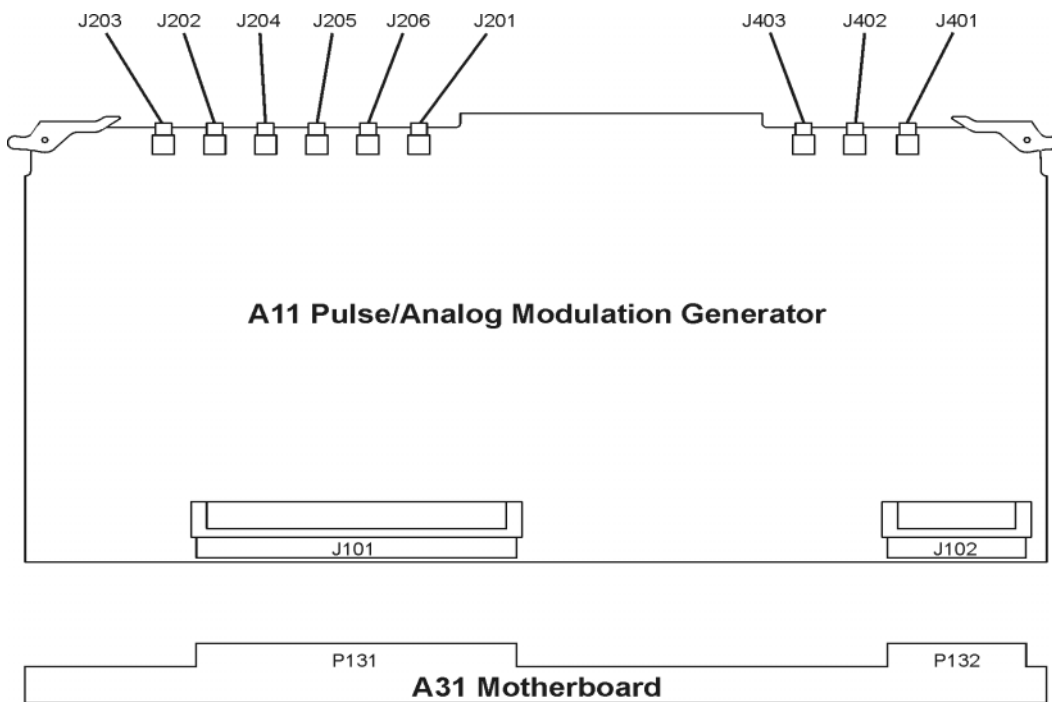 J203 J202 J204 J205 J206 J201 J403 J402 J401
A11 Pulse/Analog Modulation Generator
J101 J102
P131 P132
A31 Motherboard